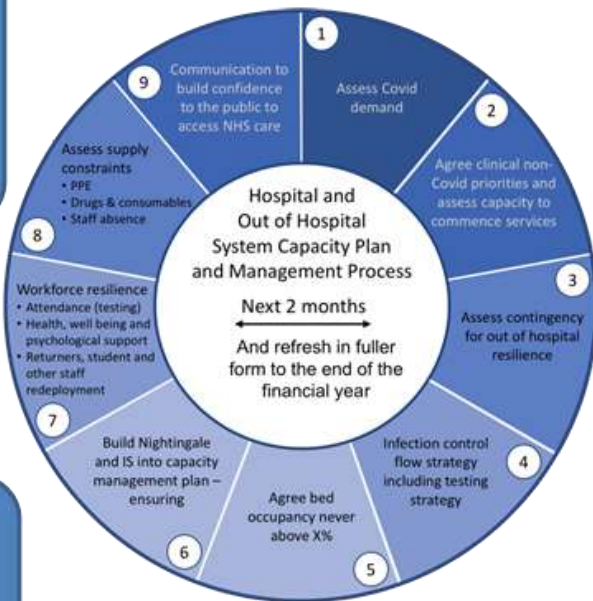 1
Assess Covid
demand
2
Agree clinical non-
Covid priorities and
assess capacity to
commence services
3
Assess contingency
for out of hospital
resilience
4
Infection control
flow strategy
including testing
strategy
5
Agree bed
occupancy never
above X%
6
Build Nightingale
and IS into capacity
management plan –
ensuring
7
Workforce resilience
• Attendance (testing)
• Health, well being and
psychological support
• Returners, student and
other staff
redeployment
8
Assess supply
constraints
• PPE
• Drugs & consumables
• Staff absence
9
Communication to
build confidence
to the public to
access NHS care
Hospital and
Out of Hospital
System Capacity Plan
and Management Process
Next 2 months
And refresh in fuller
form to the end of the
financial year